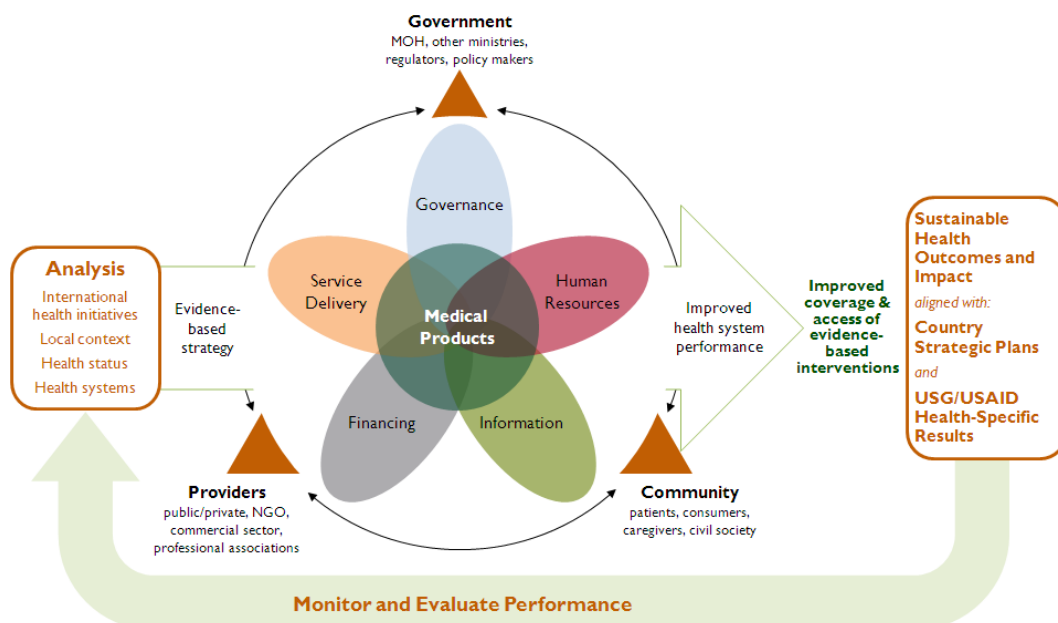 Government
MOH, other ministries,
regulators, policy makers
Governance
Service
Delivery
Human
Resources
Medical
Products
Financing
Information
Analysis
International
health initiatives
Local context
Health status
Health systems
Evidence-
based
strategy
Improved
health system
performance
Improved
coverage &
access of
evidence-
based
interventions
Sustainable
Health
Outcomes and
Impact
aligned with:
Country
Strategic Plans
and
USG/USAID
Health-Specific
Results
Providers
public/private, NGO,
commercial sector,
professional associations
Community
patients, consumers,
caregivers, civil society
Monitor and Evaluate Performance